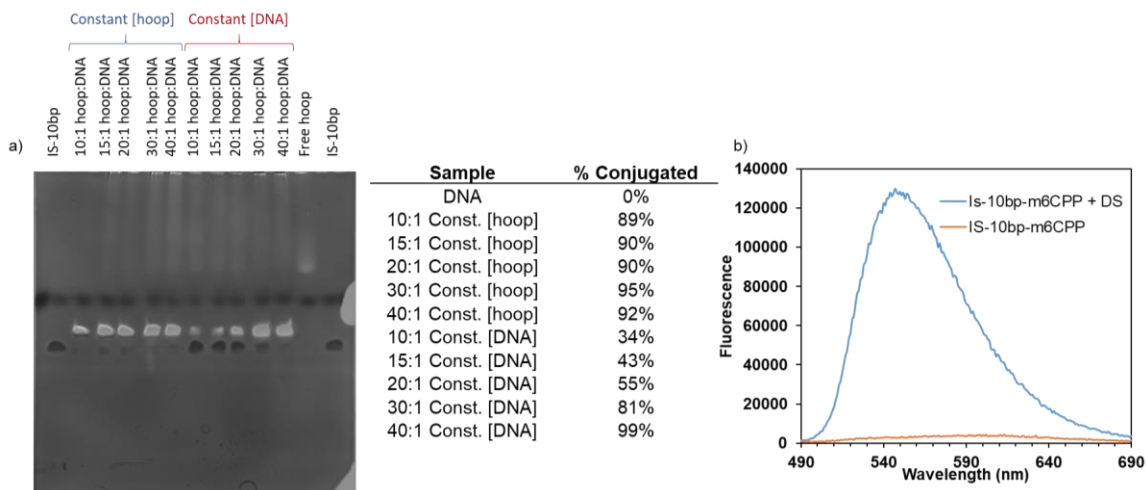 Constant [hoop]
Constant [DNA]
IS-10bp
10:1 hoop:DNA
15:1 hoop:DNA
20:1 hoop:DNA
30:1 hoop:DNA
40:1 hoop:DNA
10:1 hoop:DNA
15:1 hoop:DNA
20:1 hoop:DNA
30:1 hoop:DNA
40:1 hoop:DNA
Free hoop
IS-10bp
a)
Sample % Conjugated
DNA 0%
10:1 Const. [hoop] 89%
15:1 Const. [hoop] 90%
20:1 Const. [hoop] 90%
30:1 Const. [hoop] 95%
40:1 Const. [hoop] 92%
10:1 Const. [DNA] 34%
15:1 Const. [DNA] 43%
20:1 Const. [DNA] 55%
30:1 Const. [DNA] 81%
40:1 Const. [DNA] 99%
b)
140000
120000
100000
80000
60000
40000
20000
0
Fluorescence
Is-10bp-m6CPP + DS
IS-10bp-m6CPP
490 540 590 640 690
Wavelength (nm)